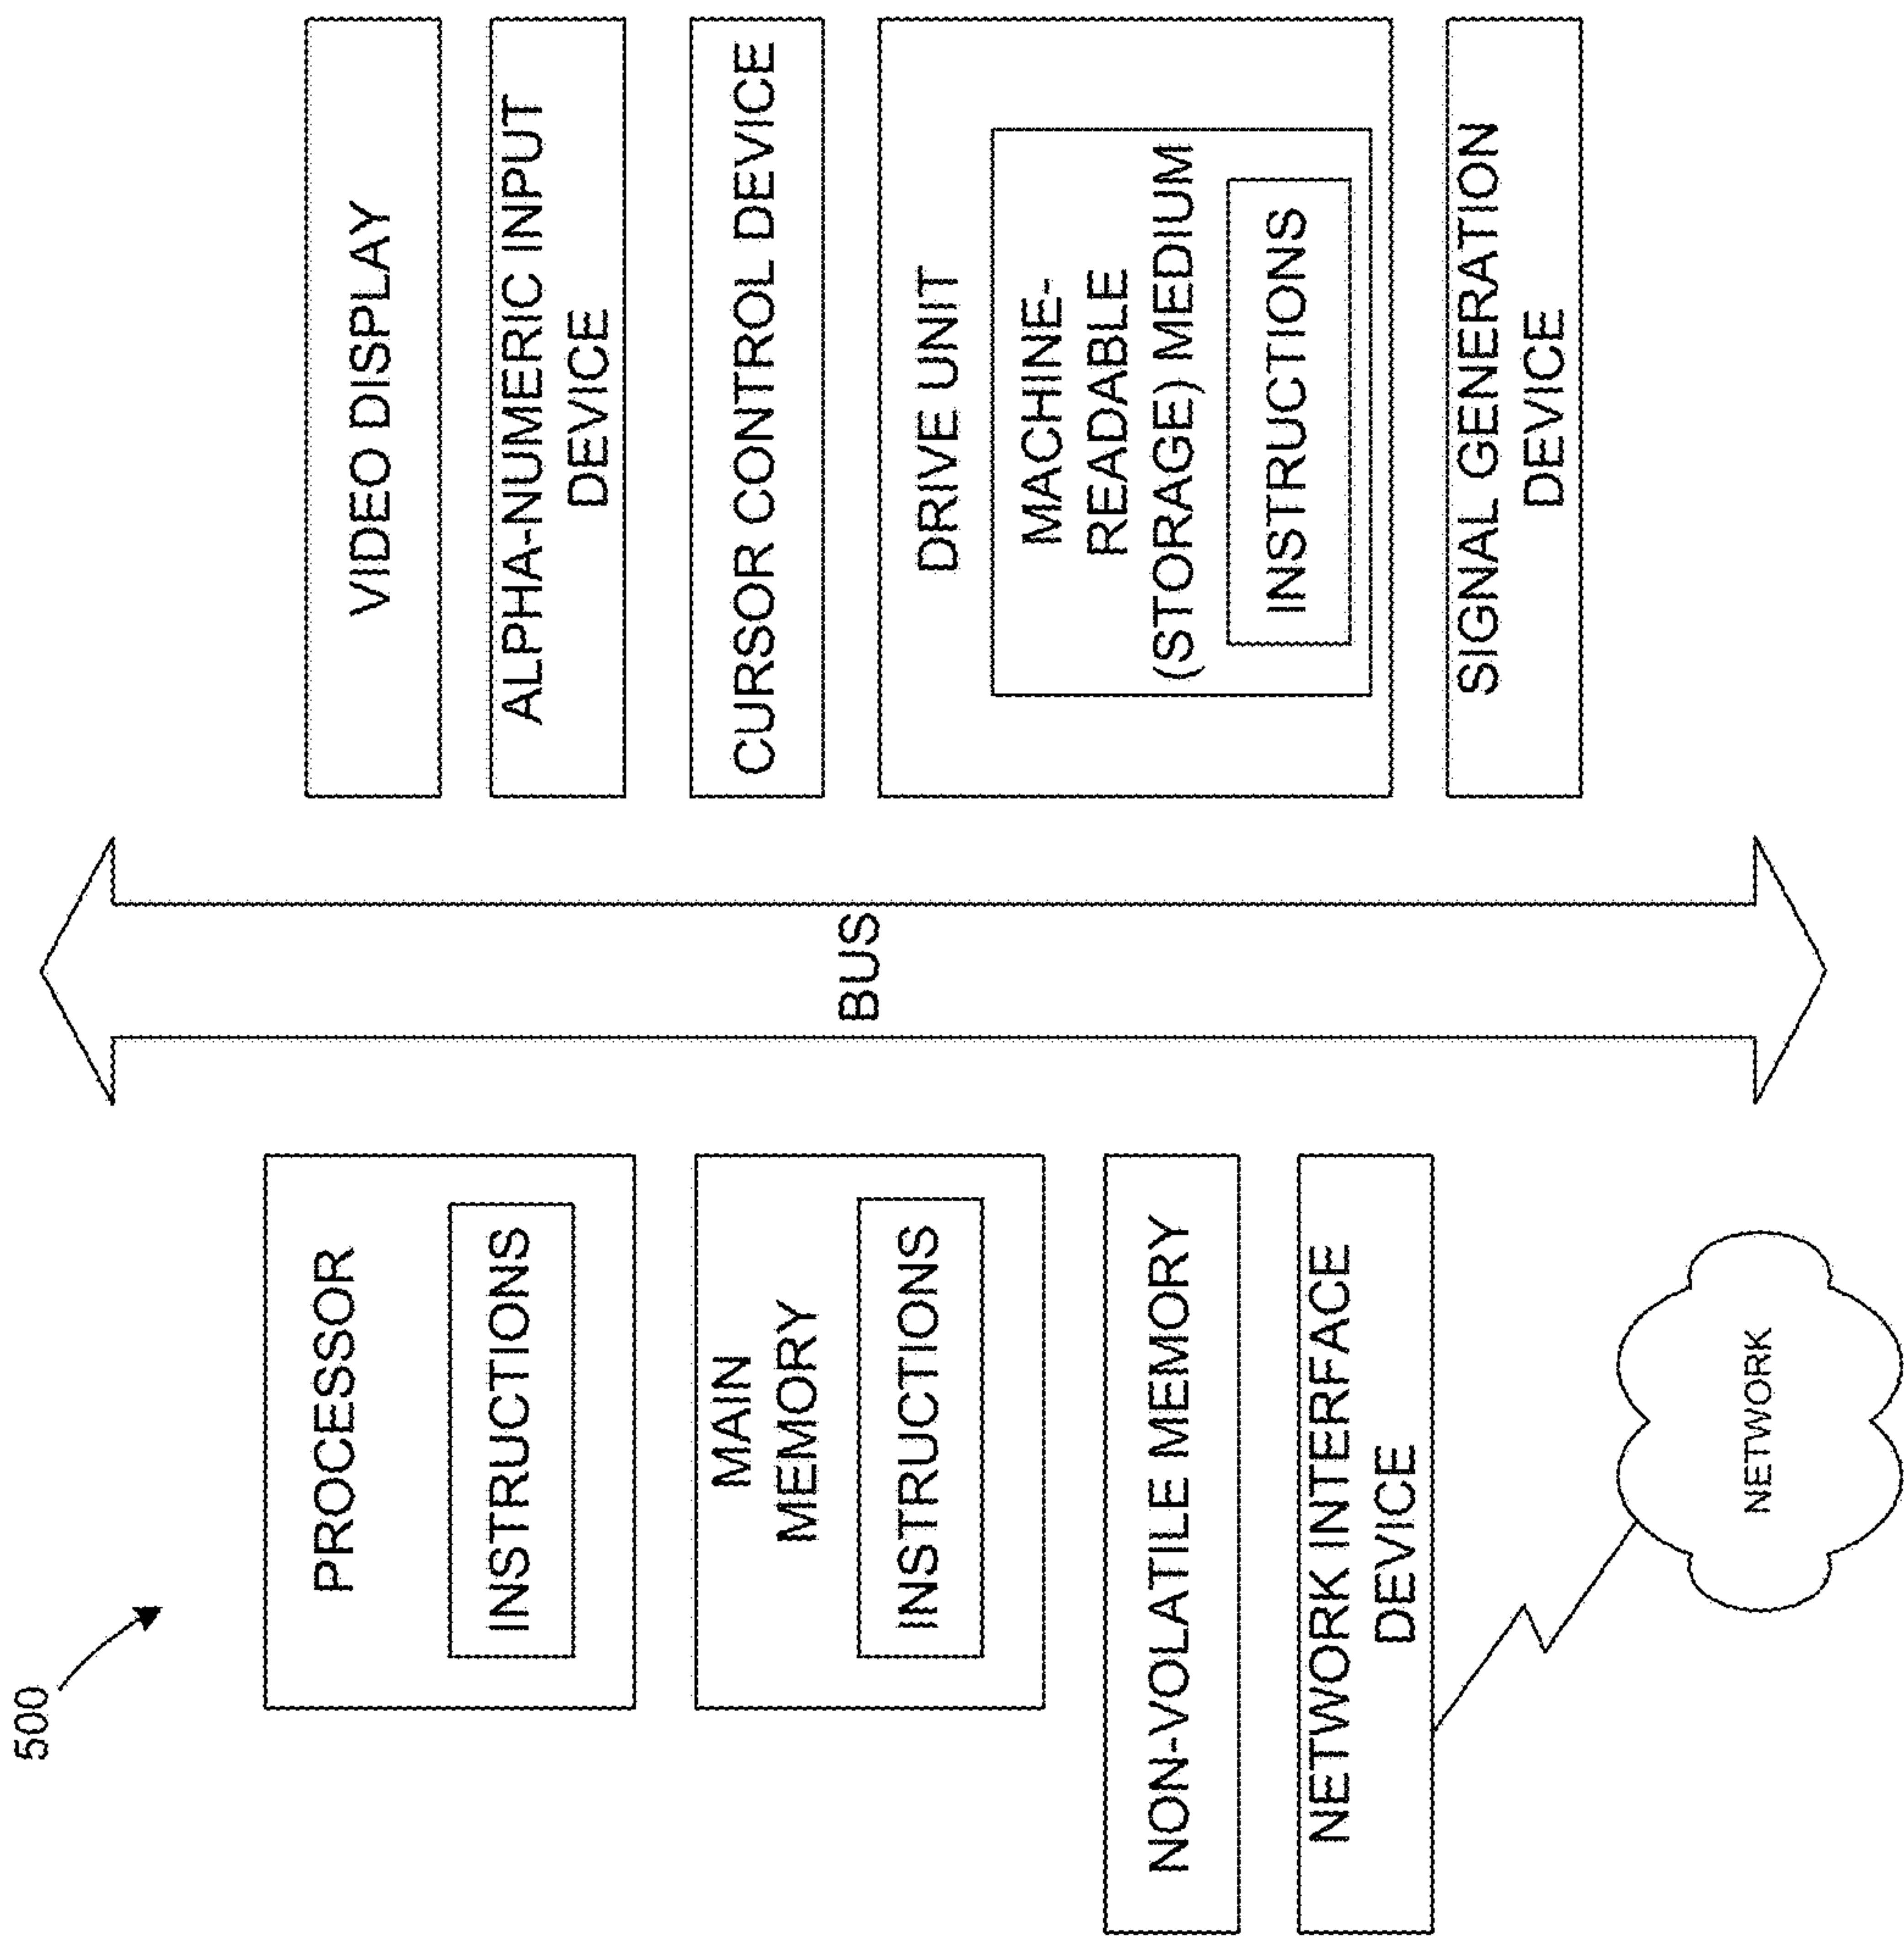 500
PROCESSOR
INSTRUCTIONS
MAIN
MEMORY
INSTRUCTIONS
NON-VOLATILE MEMORY
NETWORK INTERFACE
DEVICE
NETWORK
BUS
VIDEO DISPLAY
ALPHA-NUMERIC INPUT
DEVICE
CURSOR CONTROL DEVICE
DRIVE UNIT
MACHINE-
READABLE
(STORAGE) MEDIUM
INSTRUCTIONS
SIGNAL GENERATION
DEVICE